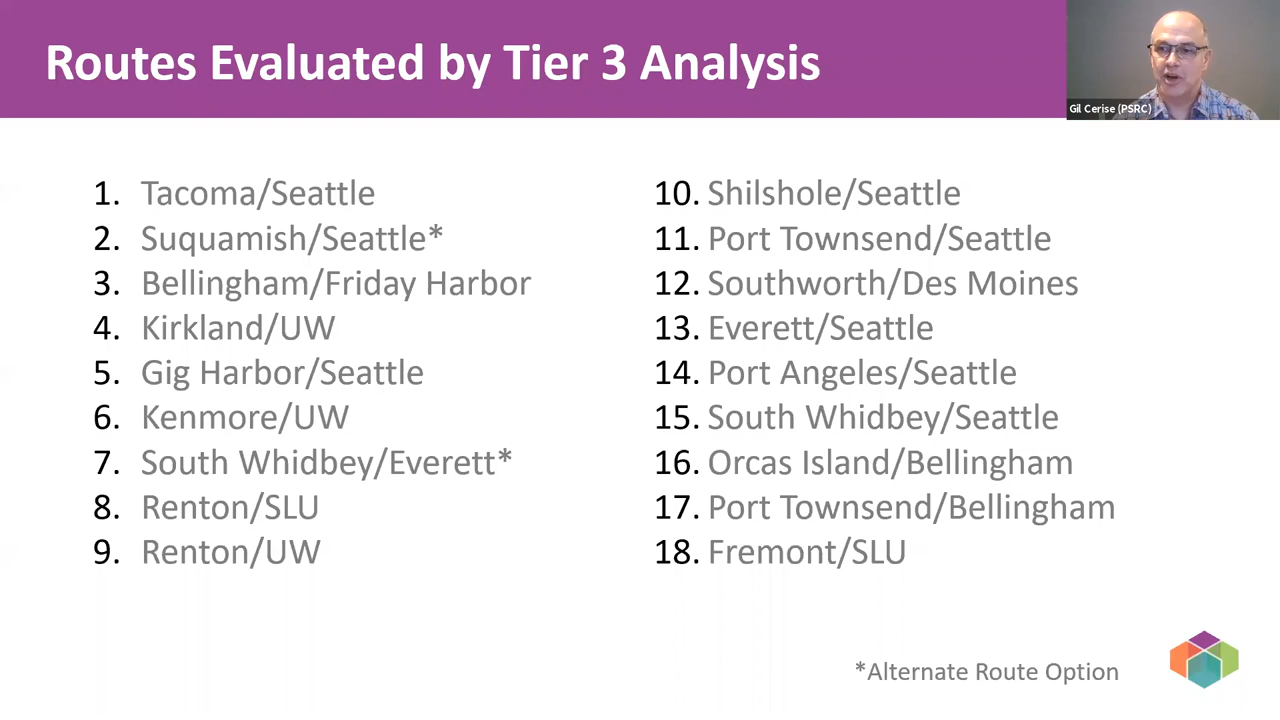 Routes Evaluated by Tier 3 Analysis
Gil Cerise (PSRC)
1. Tacoma/Seattle
2. Suquamish/Seattle*
3. Bellingham/Friday Harbor
4. Kirkland/UW
5. Gig Harbor/Seattle
6. Kenmore/UW
7. South Whidbey/Everett*
8. Renton/SLU
9. Renton/UW
10. Shilshole/Seattle
11. Port Townsend/Seattle
12. Southworth/Des Moines
13. Everett/Seattle
14. Port Angeles/Seattle
15. South Whidbey/Seattle
16. Orcas Island/Bellingham
17. Port Townsend/Bellingham
18. Fremont/SLU
*Alternate Route Option